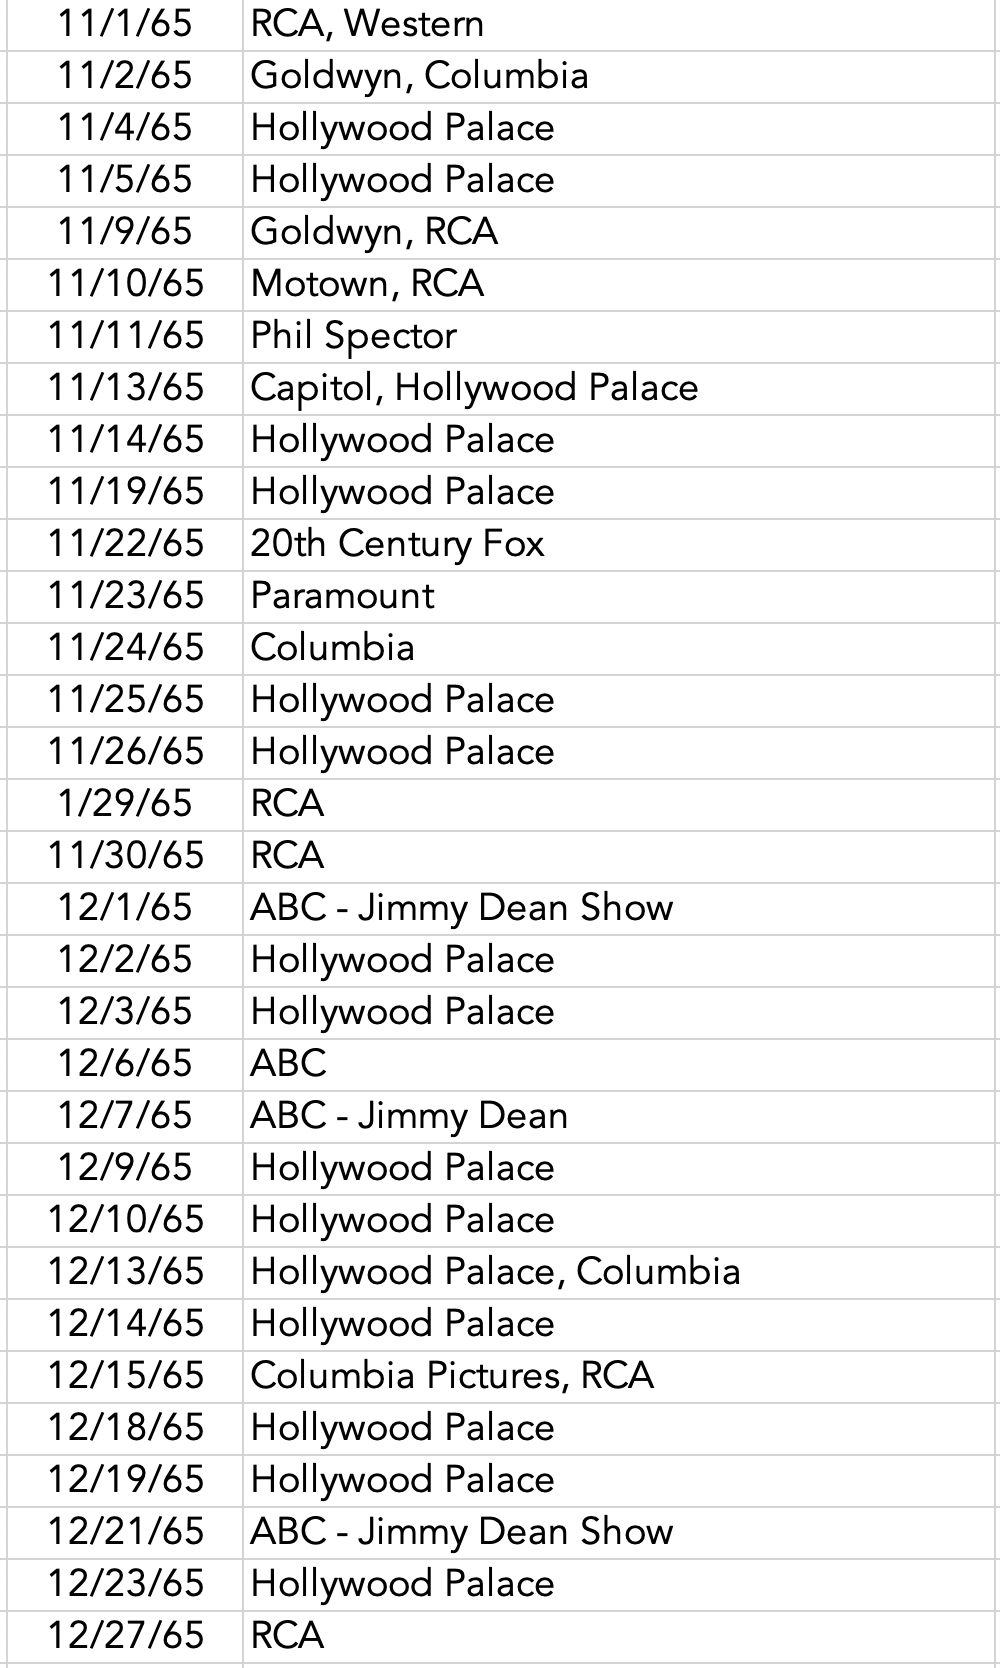 11/1/65 RCA, Western
11/2/65 Goldwyn, Columbia
11/4/65 Hollywood Palace
11/5/65 Hollywood Palace
11/9/65 Goldwyn, RCA
11/10/65 Motown, RCA
11/11/65 Phil Spector
11/13/65 Capitol, Hollywood Palace
11/14/65 Hollywood Palace
11/19/65 Hollywood Palace
11/22/65 20th Century Fox
11/23/65 Paramount
11/24/65 Columbia
11/25/65 Hollywood Palace
11/26/65 Hollywood Palace
1/29/65 RCA
11/30/65 RCA
12/1/65 ABC - Jimmy Dean Show
12/2/65 Hollywood Palace
12/3/65 Hollywood Palace
12/6/65 ABC
12/7/65 ABC - Jimmy Dean
12/9/65 Hollywood Palace
12/10/65 Hollywood Palace
12/13/65 Hollywood Palace, Columbia
12/14/65 Hollywood Palace
12/15/65 Columbia Pictures, RCA
12/18/65 Hollywood Palace
12/19/65 Hollywood Palace
12/21/65 ABC - Jimmy Dean Show
12/23/65 Hollywood Palace
12/27/65 RCA